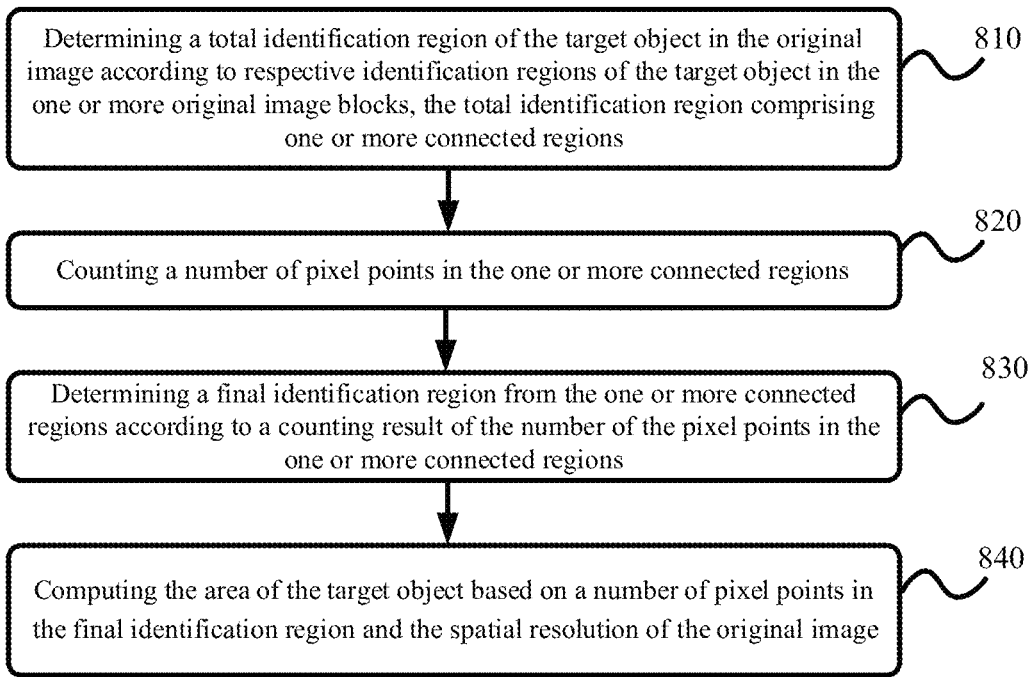 Determining a total identification region of the target object in the original
image according to respective identification regions of the target object in the
one or more original image blocks, the total identification region comprising
one or more connected regions
810
Counting a number of pixel points in the one or more connected regions
820
Determining a final identification region from the one or more connected
regions according to a counting result of the number of the pixel points in the
one or more connected regions
830
Computing the area of the target object based on a number of pixel points in
the final identification region and the spatial resolution of the original image
840